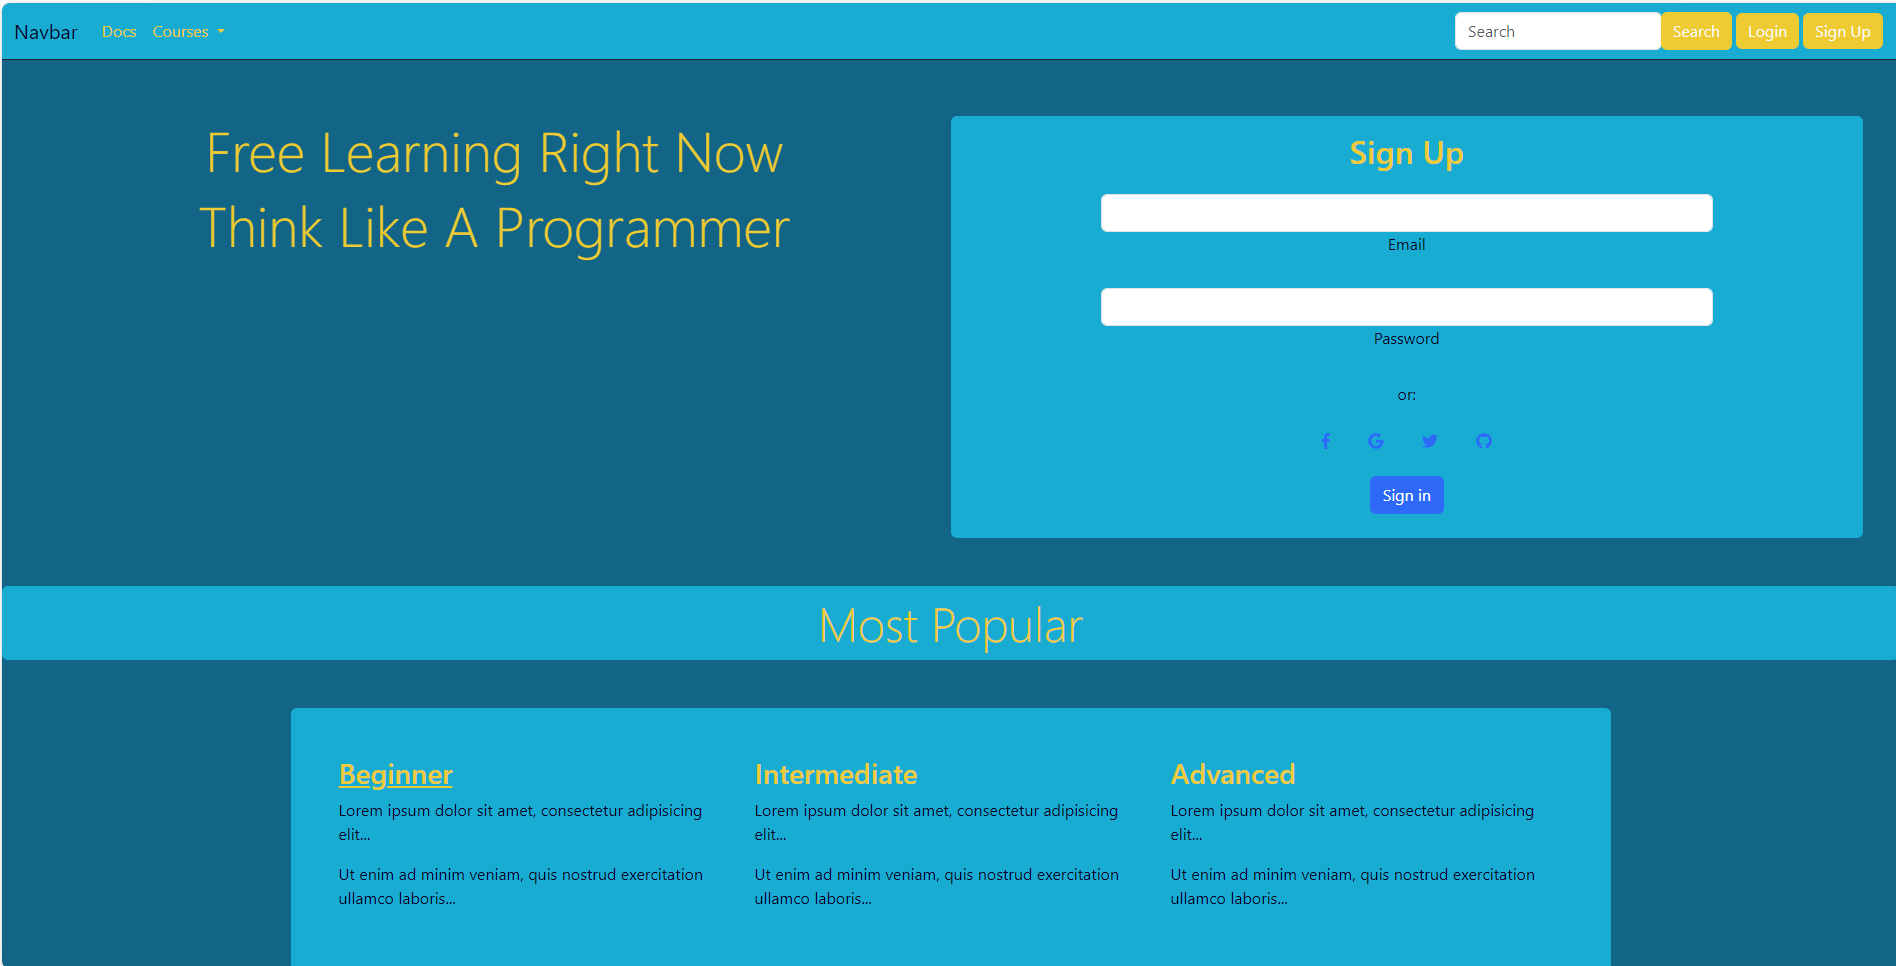 Navbar Docs Courses Search Search Login Sign Up
Free Learning Right Now
Think Like A Programmer
Sign Up
Email
Password
or:
Sign in
Most Popular
Beginner
Lorem ipsum dolor sit amet, consectetur adipisicing
elit...
Ut enim ad minim veniam, quis nostrud exercitation
ullamco laboris...
Intermediate
Lorem ipsum dolor sit amet, consectetur adipisicing
elit...
Ut enim ad minim veniam, quis nostrud exercitation
ullamco laboris...
Advanced
Lorem ipsum dolor sit amet, consectetur adipisicing
elit...
Ut enim ad minim veniam, quis nostrud exercitation
ullamco laboris...